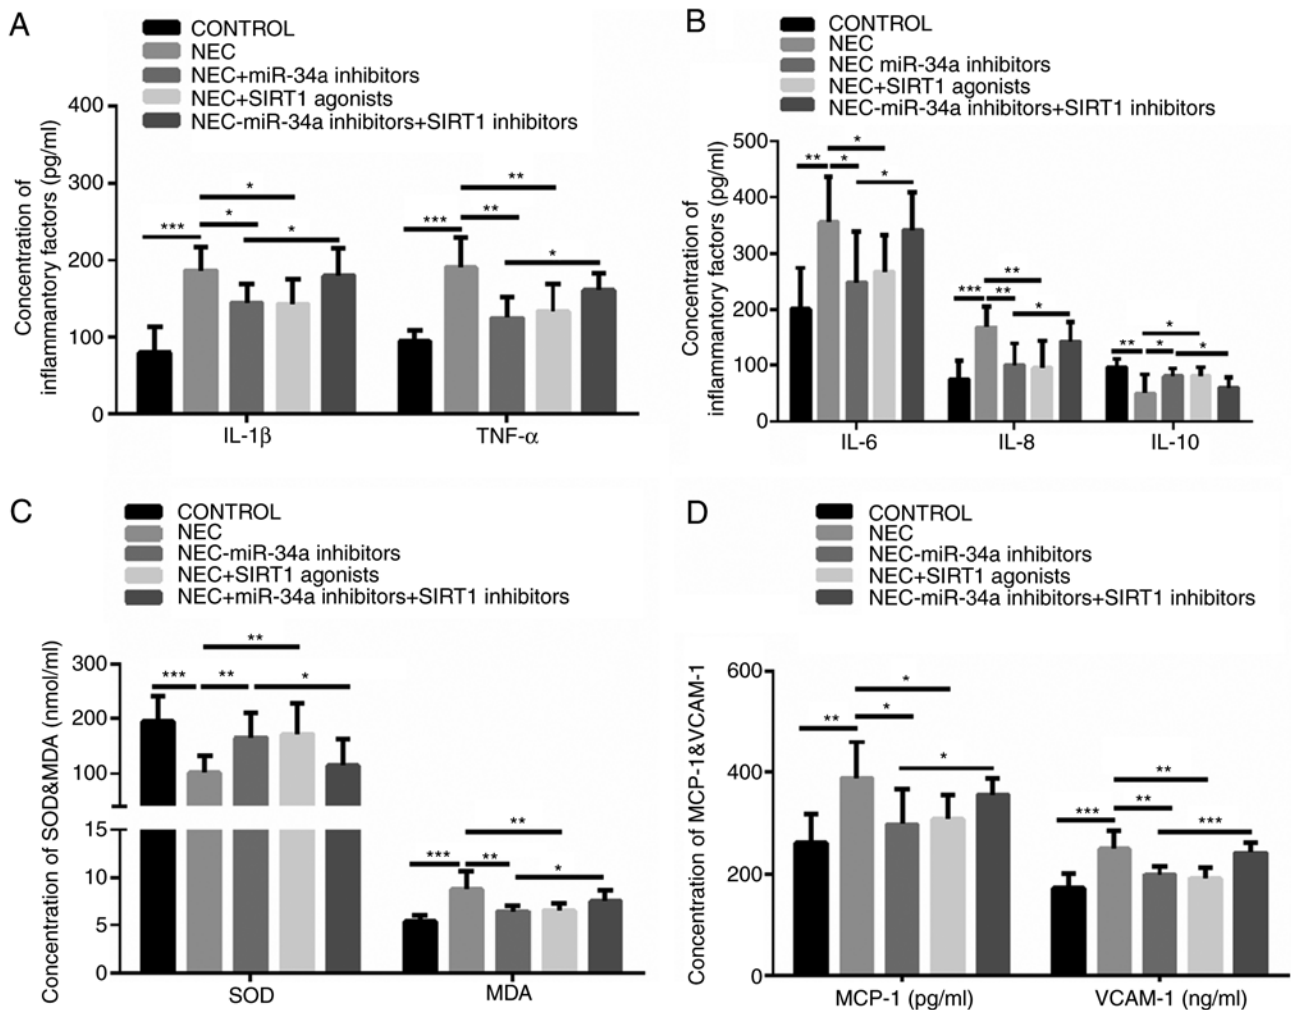 A
CONTROL
NEC
NEC+miR-34a inhibitors
NEC+SIRT1 agonists
NEC-miR-34a inhibitors+SIRT1 inhibitors
Concentration of
inflammantory factors (pg/ml)
400
300
200
100
0
***
*
*
*
***
**
**
*
IL-1β
TNF-α
B
CONTROL
NEC
NEC miR-34a inhibitors
NEC+SIRT1 agonists
NEC-miR-34a inhibitors+SIRT1 inhibitors
Concentration of
inflammantory factors (pg/ml)
500
400
300
200
100
0
**
*
*
*
***
**
**
*
**
*
*
*
IL-6
IL-8
IL-10
C
CONTROL
NEC
NEC-miR-34a inhibitors
NEC+SIRT1 agonists
NEC+miR-34a inhibitors+SIRT1 inhibitors
Concentration of SOD&MDA (nmol/ml)
300
200
100
15
10
5
0
***
**
**
*
***
**
**
*
SOD
MDA
D
CONTROL
NEC
NEC-miR-34a inhibitors
NEC+SIRT1 agonists
NEC-miR-34a inhibitors+SIRT1 inhibitors
Concentration of MCP-1&VCAM-1
600
400
200
0
**
*
*
*
***
**
**
***
MCP-1 (pg/ml)
VCAM-1 (ng/ml)